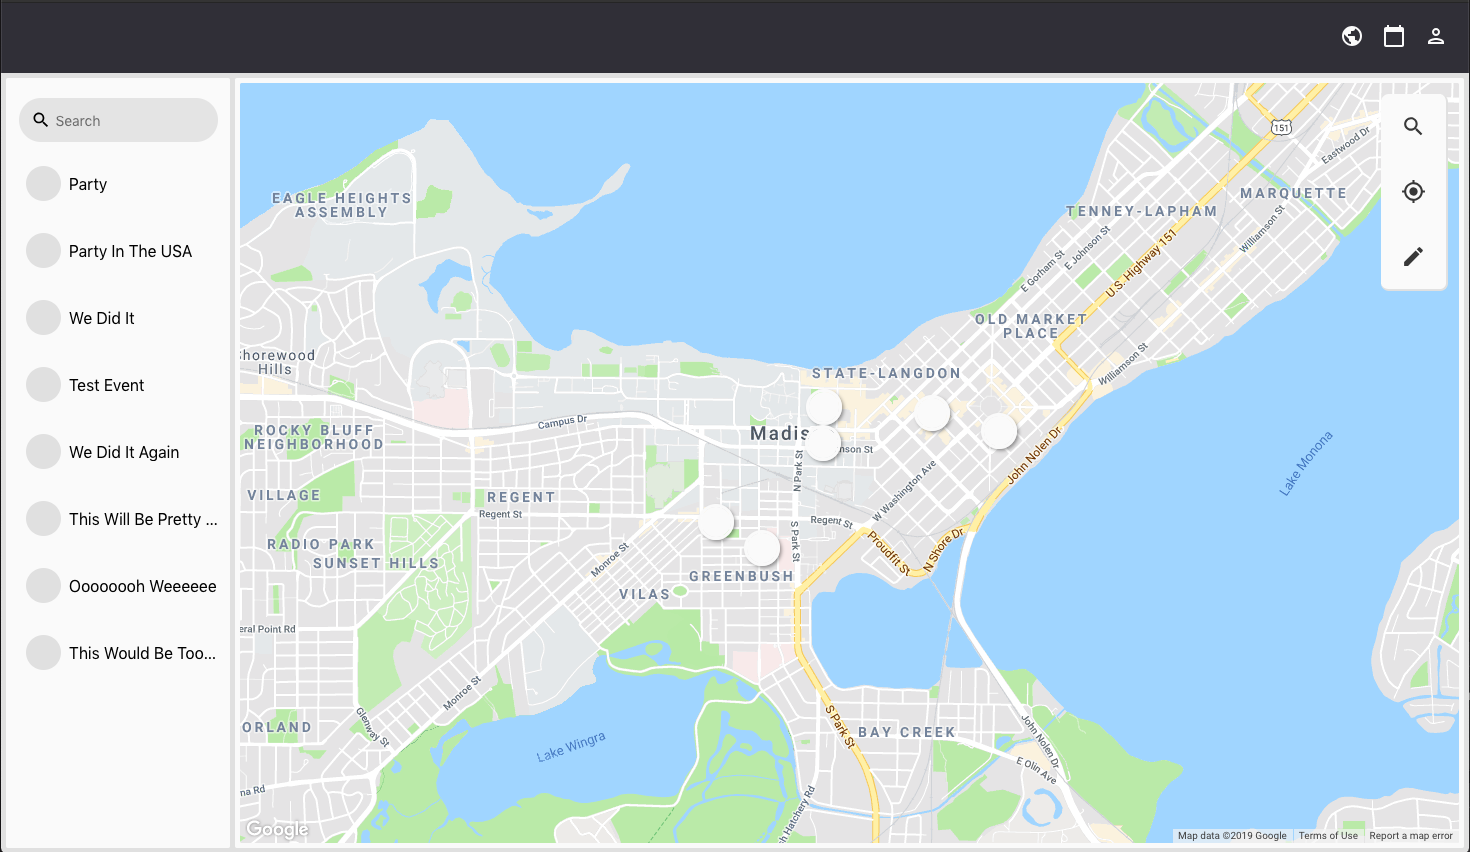 Search
Party
Party In The USA
We Did It
Test Event
We Did It Again
This Will Be Pretty ...
Oooooooh Weeeeee
This Would Be Too...
151
Eastwood Dr
MARQUETTE
EAGLE HEIGHTS
ASSEMBLY
TENNEY-LAPHAM
E Johnson St
Williamson St
E Gorham St
U.S. Highway 151
OLD MARKET
PLACE
Shorewood
Hills
Williamson St
STATE-LANGDON
Campus Dr
ROCKY BLUFF
NEIGHBORHOOD
Madis
nson St
John Nolen Dr
Lake Monona
N Park St
W Washington Ave
VILLAGE
REGENT
Regent St
Regent St
S Park St
RADIO PARK
SUNSET HILLS
Monroe St
Proudfit St
N Shore Dr
GREENBUSH
VILAS
eral Point Rd
Monroe St
Glenway St
ORLAND
S Park St
BAY CREEK
John Nolen Dr
Lake Wingra
E Olin Ave
na Rd
sh Hatchery Rd
Google
Map data ©2019 Google
Terms of Use
Report a map error